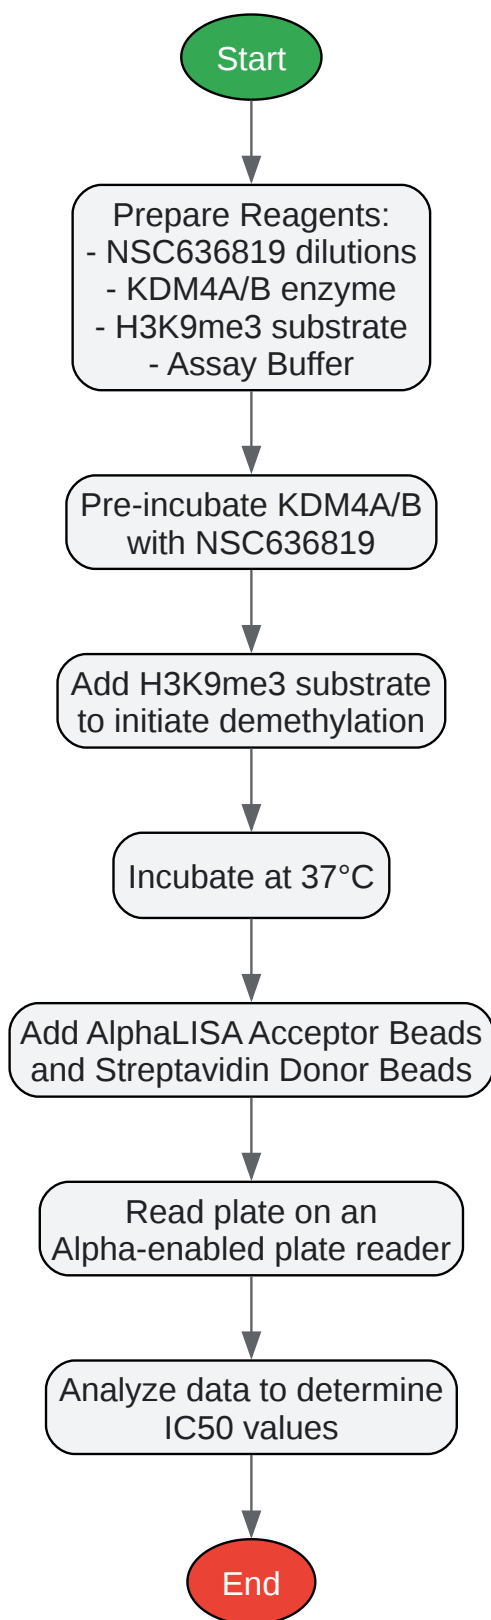 Start
Prepare Reagents:
- NSC636819 dilutions
- KDM4A/B enzyme
- H3K9me3 substrate
- Assay Buffer
Pre-incubate KDM4A/B
with NSC636819
Add H3K9me3 substrate
to initiate demethylation
Incubate at 37°C
Add AlphaLISA Acceptor Beads
and Streptavidin Donor Beads
Read plate on an
Alpha-enabled plate reader
Analyze data to determine
IC50 values
End